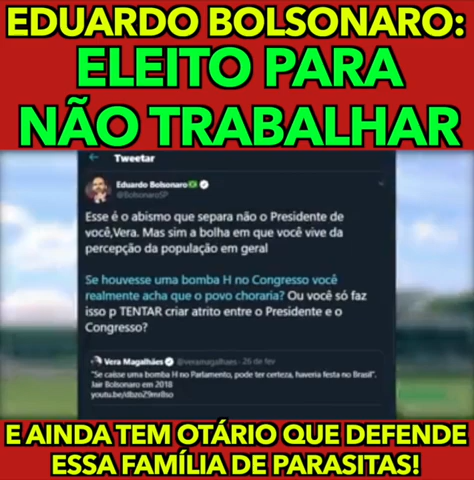 EDUARDO BOLSONARO:
ELEITO PARA
NÃO TRABALHAR
Tweetar
Eduardo Bolsonaro
@BolsonaroSP
Esse é o abismo que separa não o Presidente de
você,Vera. Mas sim a bolha em que você vive da
percepção da população em geral
Se houvesse uma bomba H no Congresso você
realmente acha que o povo choraria? Ou você só faz
isso p TENTAR criar atrito entre o Presidente e o
Congresso?
Vera Magalhães @veramagalhaes · 26 de fev
"Se caísse uma bomba H no Parlamento, pode ter certeza, haveria festa no Brasil".
Jair Bolsonaro em 2018
E AINDA TEM OTÁRIO QUE DEFENDE
ESSA FAMÍLIA DE PARASITAS!